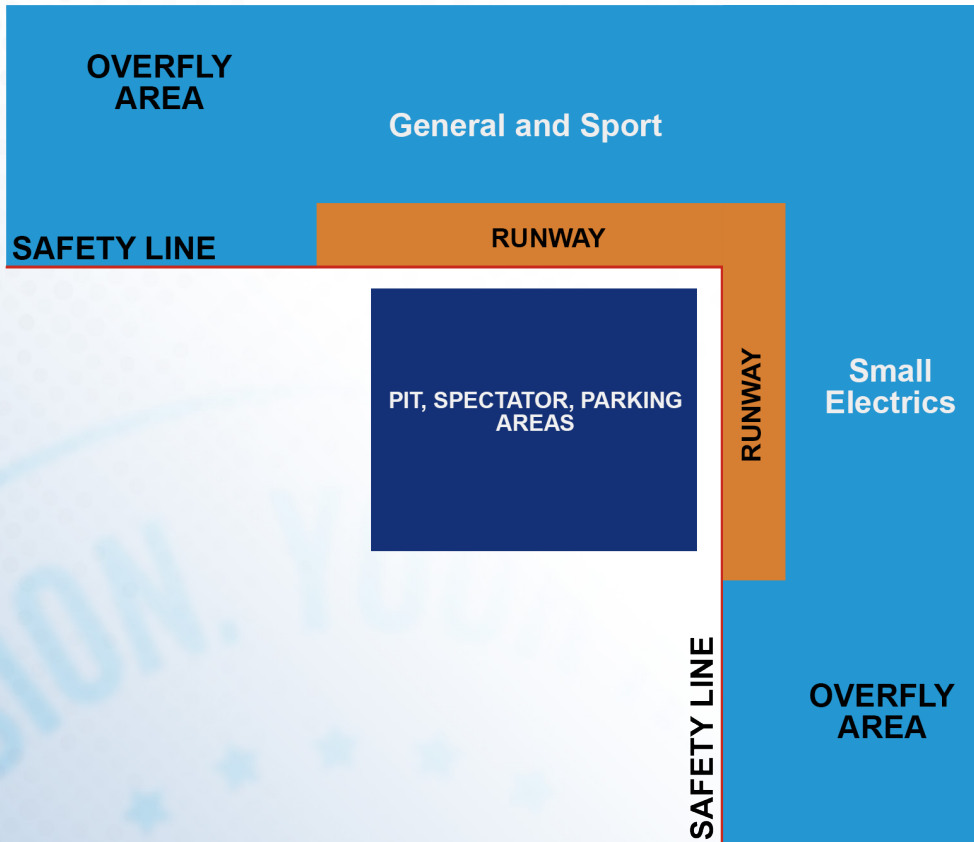 OVERFLY
AREA
General and Sport
SAFETY LINE
RUNWAY
PIT, SPECTATOR, PARKING
AREAS
RUNWAY
Small
Electrics
SAFETY LINE
OVERFLY
AREA